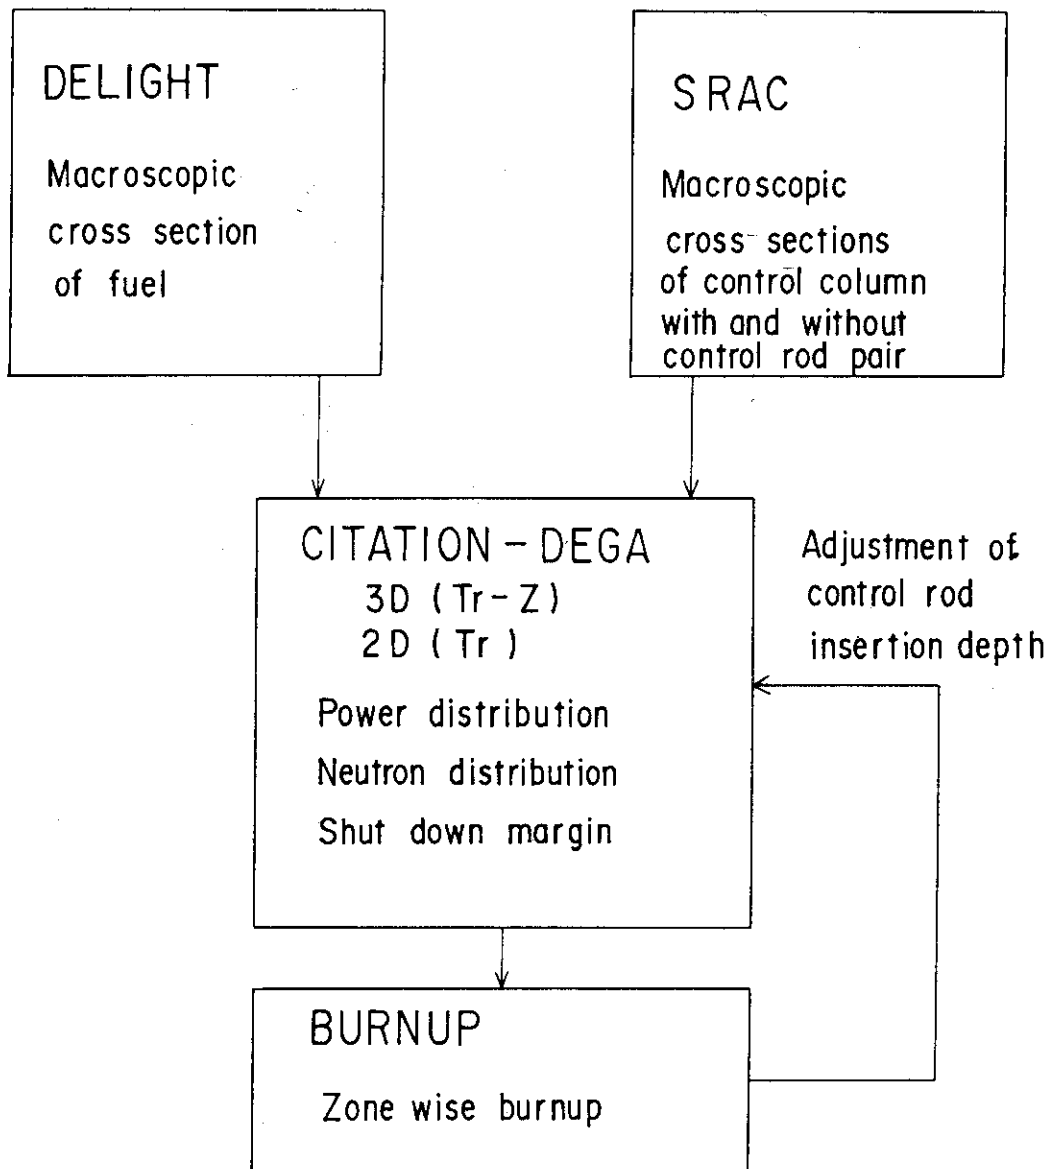 DELIGHT
Macroscopic
cross section
of fuel
SRAC
Macroscopic
cross-sections
of control column
with and without
control rod pair
CITATION-DEGA
3D (Tr-Z)
2D (Tr)
Power distribution
Neutron distribution
Shut down margin
Adjustment of
control rod
insertion depth
BURNUP
Zone wise burnup